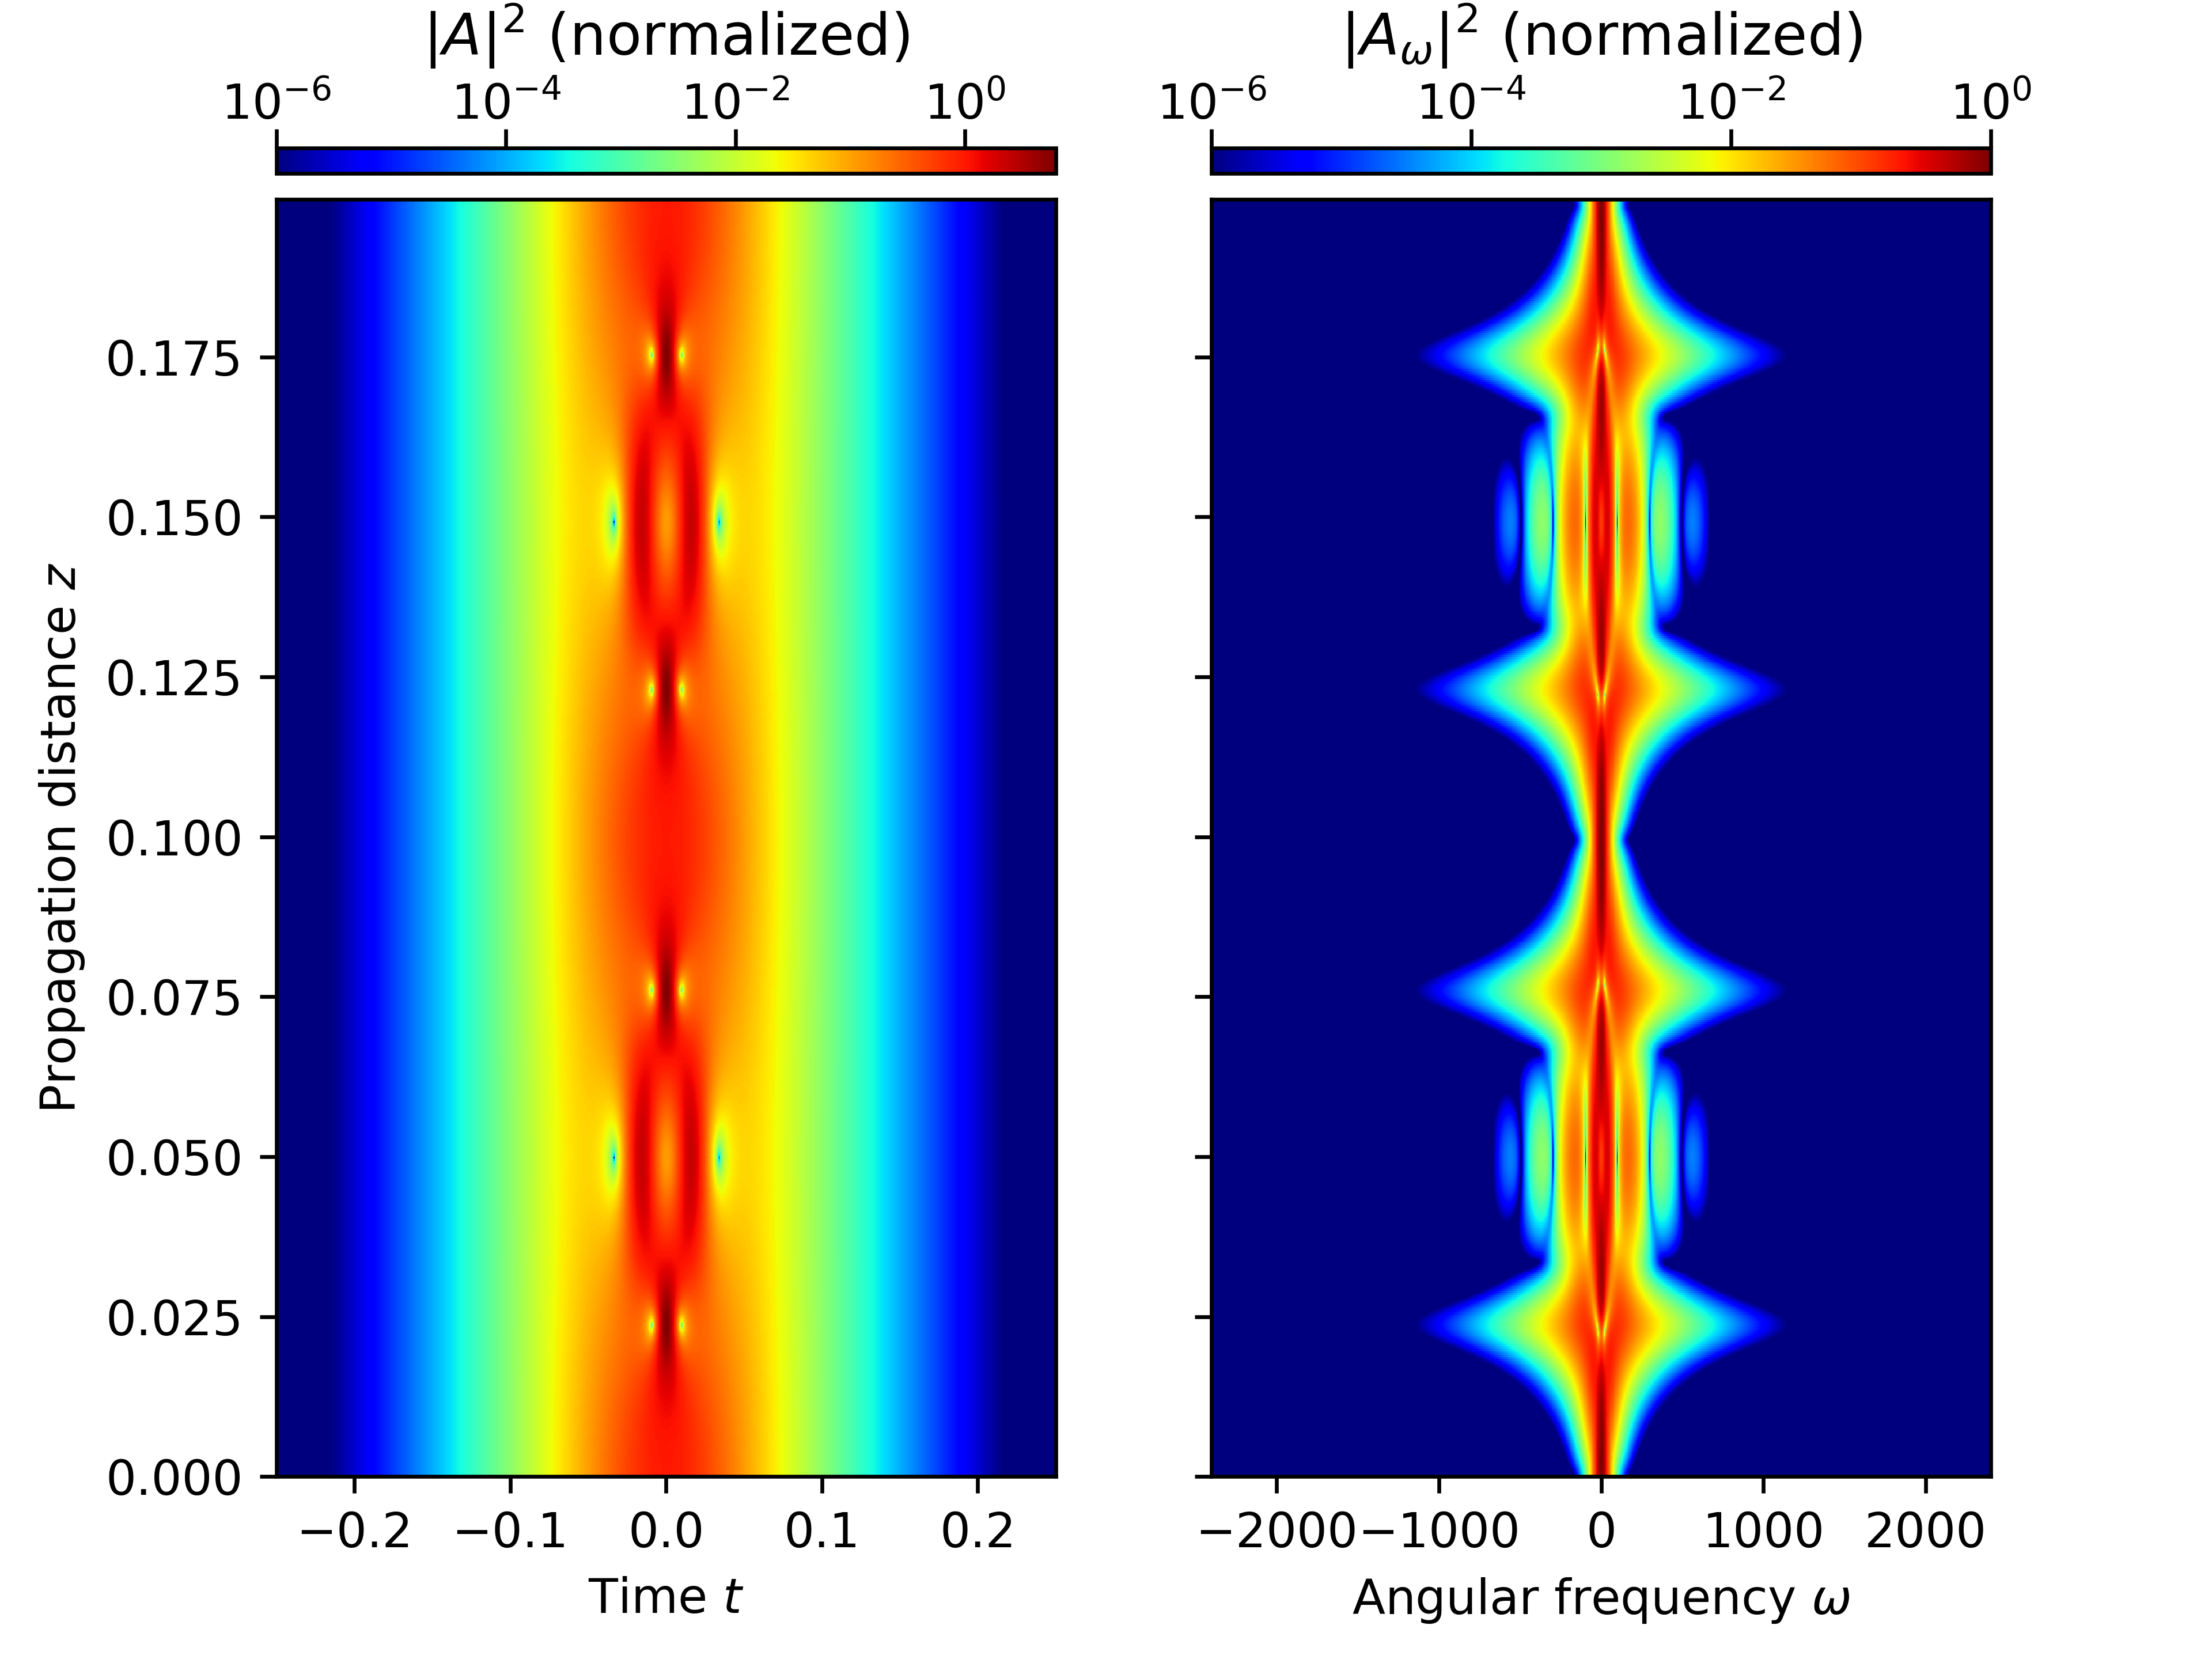 |A|² (normalized)
10⁻⁶ 10⁻⁴ 10⁻² 10⁰
|A_ω|² (normalized)
10⁻⁶ 10⁻⁴ 10⁻² 10⁰
Propagation distance z
0.175
0.150
0.125
0.100
0.075
0.050
0.025
0.000
−0.2 −0.1 0.0 0.1 0.2
Time t
−2000 −1000 0 1000 2000
Angular frequency ω